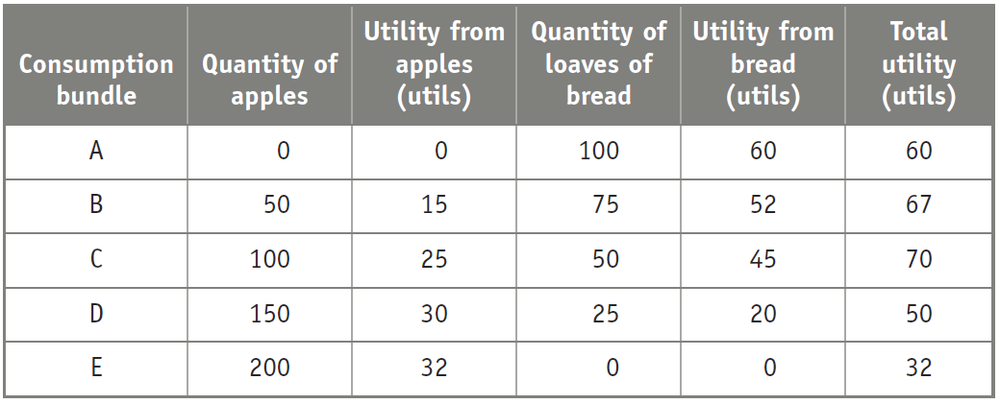 Consumption bundle Quantity of apples Utility from apples (utils) Quantity of loaves of bread Utility from bread (utils) Total utility (utils)
A 0 0 100 60 60
B 50 15 75 52 67
C 100 25 50 45 70
D 150 30 25 20 50
E 200 32 0 0 32